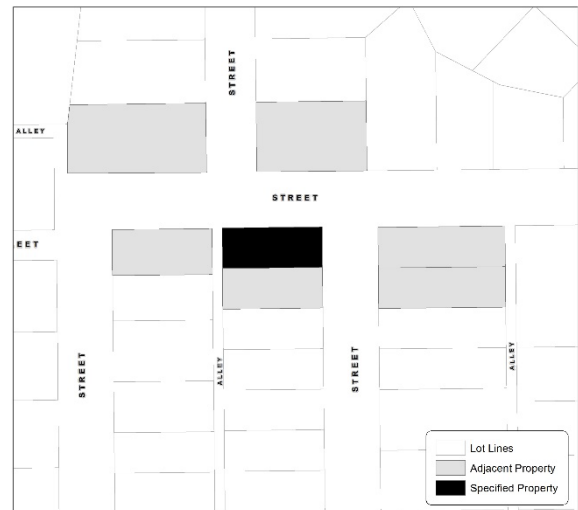 STREET
ALLEY
STREET
EET
STREET
ALLEY
STREET
ALLEY
Lot Lines
Adjacent Property
Specified Property